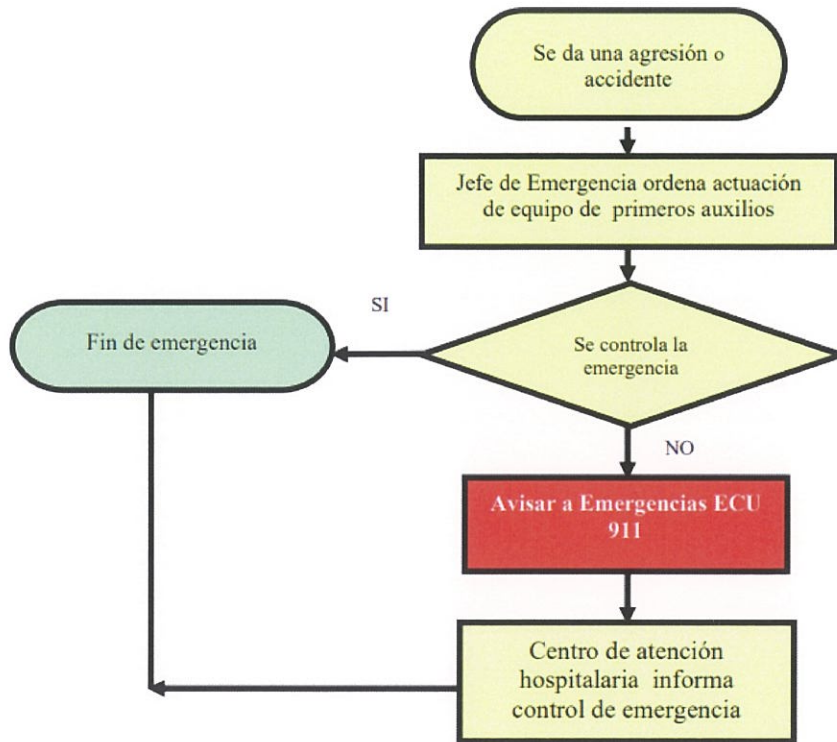 Se da una agresión o
accidente
Jefe de Emergencia ordena actuación
de equipo de primeros auxilios
SI
Fin de emergencia
Se controla la
emergencia
NO
Avisar a Emergencias ECU
911
Centro de atención
hospitalaria informa
control de emergencia